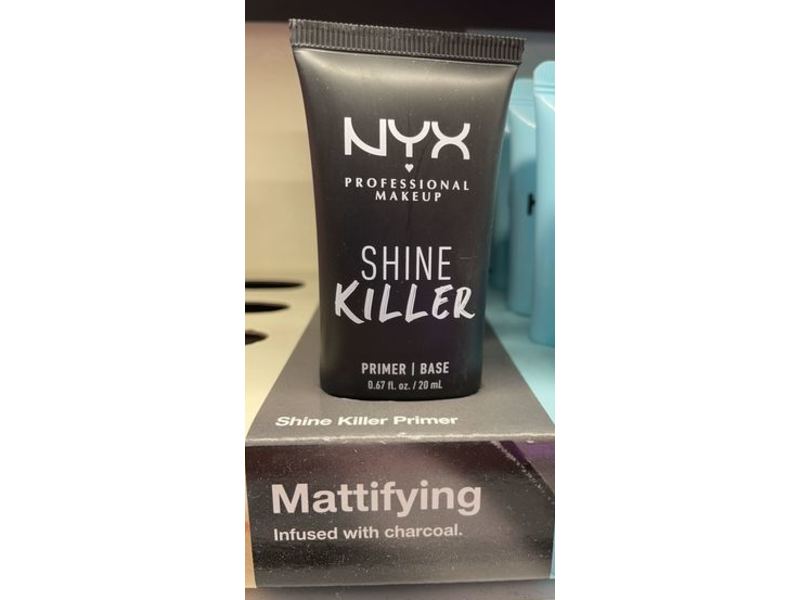 NYX
PROFESSIONAL
MAKEUP
SHINE
KILLER
PRIMER | BASE
0.67 fl. oz. / 20 mL
Shine Killer Primer
Mattifying
Infused with charcoal.